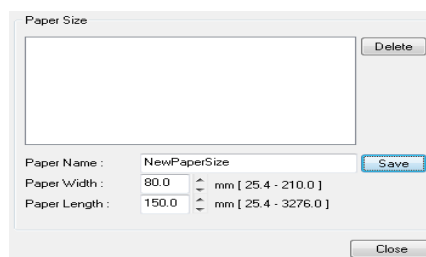 Paper Size
Delete
Paper Name : NewPaperSize Save
Paper Width : 80.0 mm [ 25.4 - 210.0 ]
Paper Length : 150.0 mm [ 25.4 - 3276.0 ]
Close